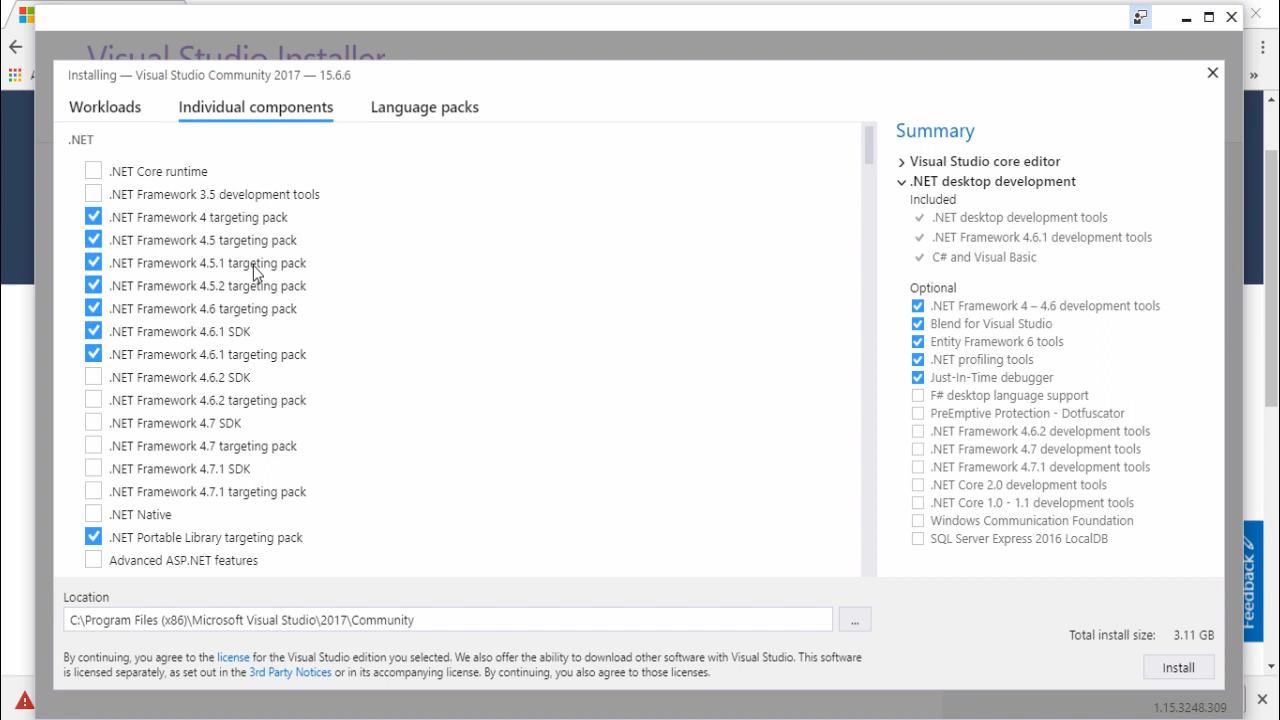 Visual Studio Installer
Installing — Visual Studio Community 2017 — 15.6.6
Workloads
Individual components
Language packs
.NET
.NET Core runtime
.NET Framework 3.5 development tools
.NET Framework 4 targeting pack
.NET Framework 4.5 targeting pack
.NET Framework 4.5.1 targeting pack
.NET Framework 4.5.2 targeting pack
.NET Framework 4.6 targeting pack
.NET Framework 4.6.1 SDK
.NET Framework 4.6.1 targeting pack
.NET Framework 4.6.2 SDK
.NET Framework 4.6.2 targeting pack
.NET Framework 4.7 SDK
.NET Framework 4.7 targeting pack
.NET Framework 4.7.1 SDK
.NET Framework 4.7.1 targeting pack
.NET Native
.NET Portable Library targeting pack
Advanced ASP.NET features
Summary
Visual Studio core editor
.NET desktop development
Included
.NET desktop development tools
.NET Framework 4.6.1 development tools
C# and Visual Basic
Optional
.NET Framework 4 – 4.6 development tools
Blend for Visual Studio
Entity Framework 6 tools
.NET profiling tools
Just-In-Time debugger
F# desktop language support
PreEmptive Protection - Dotfuscator
.NET Framework 4.6.2 development tools
.NET Framework 4.7 development tools
.NET Framework 4.7.1 development tools
.NET Core 2.0 development tools
.NET Core 1.0 - 1.1 development tools
Windows Communication Foundation
SQL Server Express 2016 LocalDB
Feedback
Location
C:\Program Files (x86)\Microsoft Visual Studio\2017\Community
...
Total install size: 3.11 GB
By continuing, you agree to the license for the Visual Studio edition you selected. We also offer the ability to download other software with Visual Studio. This software
is licensed separately, as set out in the 3rd Party Notices or in its accompanying license. By continuing, you also agree to those licenses.
Install
1.15.3248.309